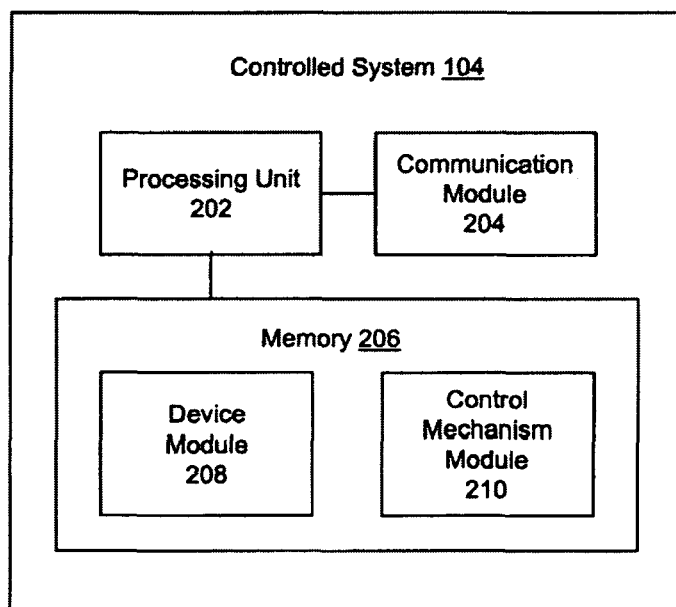 Controlled System 104
Processing Unit
202
Communication
Module
204
Memory 206
Device
Module
208
Control
Mechanism
Module
210